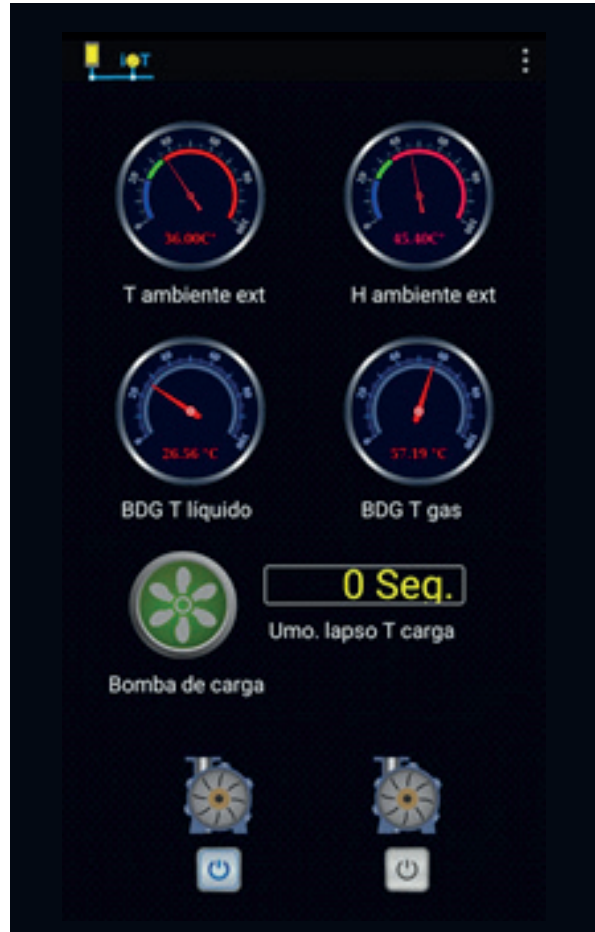 IoT
36.00C°
45.40C°
T ambiente ext
H ambiente ext
26.56 °C
57.19 °C
BDG T líquido
BDG T gas
0 Seg.
Umo. lapso T carga
Bomba de carga